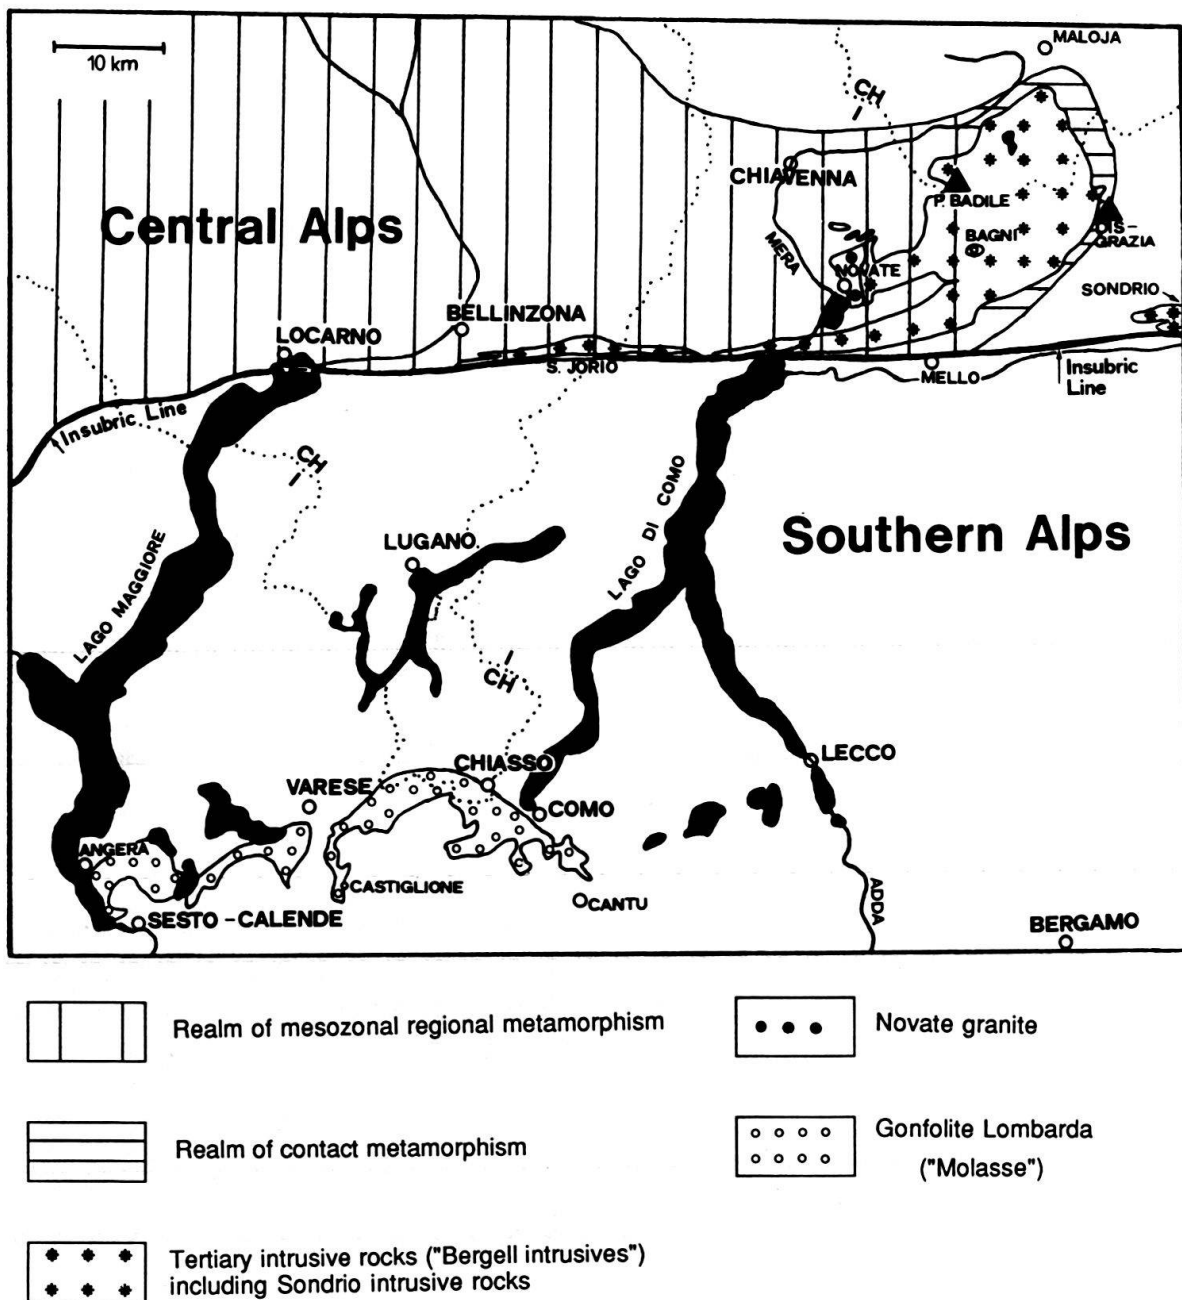 10 km
MALOJA
CH
CHIAVENNA
P. BADILE
Central Alps
MERA
BAGNI
IS-
GRAZIA
NOVATE
SONDRIO
BELLINZONA
LOCARNO
S. JORIO
MELLO
Insubric
Line
Insubric Line
CH
LAGO DI COMO
Southern Alps
LUGANO
LAGO MAGGIORE
CH
LECCO
CHIASSO
VARESE
COMO
ANGERA
CASTIGLIONE
CANTU
ADDA
SESTO-CALENDE
BERGAMO
Realm of mesozonal regional metamorphism
Novate granite
Realm of contact metamorphism
Gonfolite Lombarda
("Molasse")
Tertiary intrusive rocks ("Bergell intrusives")
including Sondrio intrusive rocks